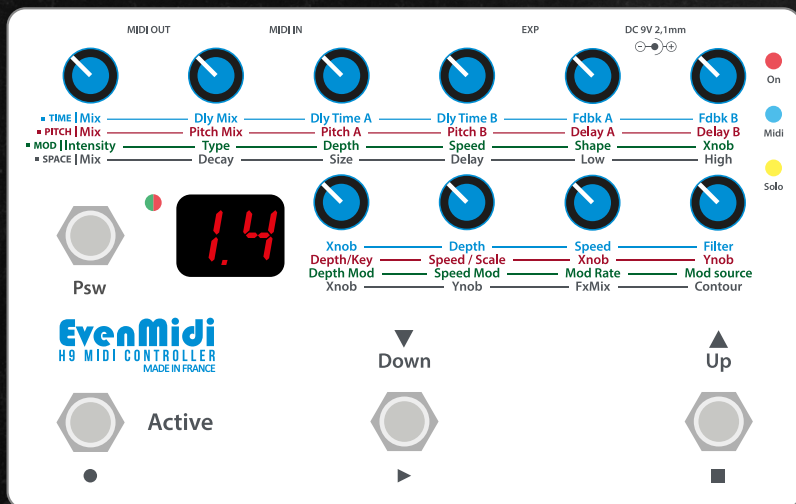 MIDI OUT MIDI IN EXP DC 9V 2,1mm
On
TIME | Mix Dly Mix Dly Time A Dly Time B Fdbk A Fdbk B
Midi
PITCH | Mix Pitch Mix Pitch A Pitch B Delay A Delay B
MOD | Intensity Type Depth Speed Shape Xnob
SPACE | Mix Decay Size Delay Low High
Solo
1.4
Xnob Depth Speed Filter
Depth/Key Speed / Scale Xnob Ynob
Depth Mod Speed Mod Mod Rate Mod source
Xnob Ynob FxMix Contour
Psw
EvenMidi
H9 MIDI CONTROLLER
MADE IN FRANCE
Down Up
Active